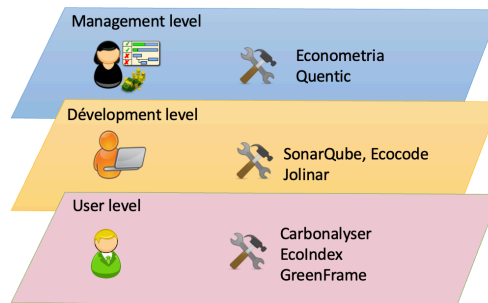 Management level
Econometria
Quentic
Dévelopment level
SonarQube, Ecocode
Jolinar
User level
Carbonalyser
EcoIndex
GreenFrame